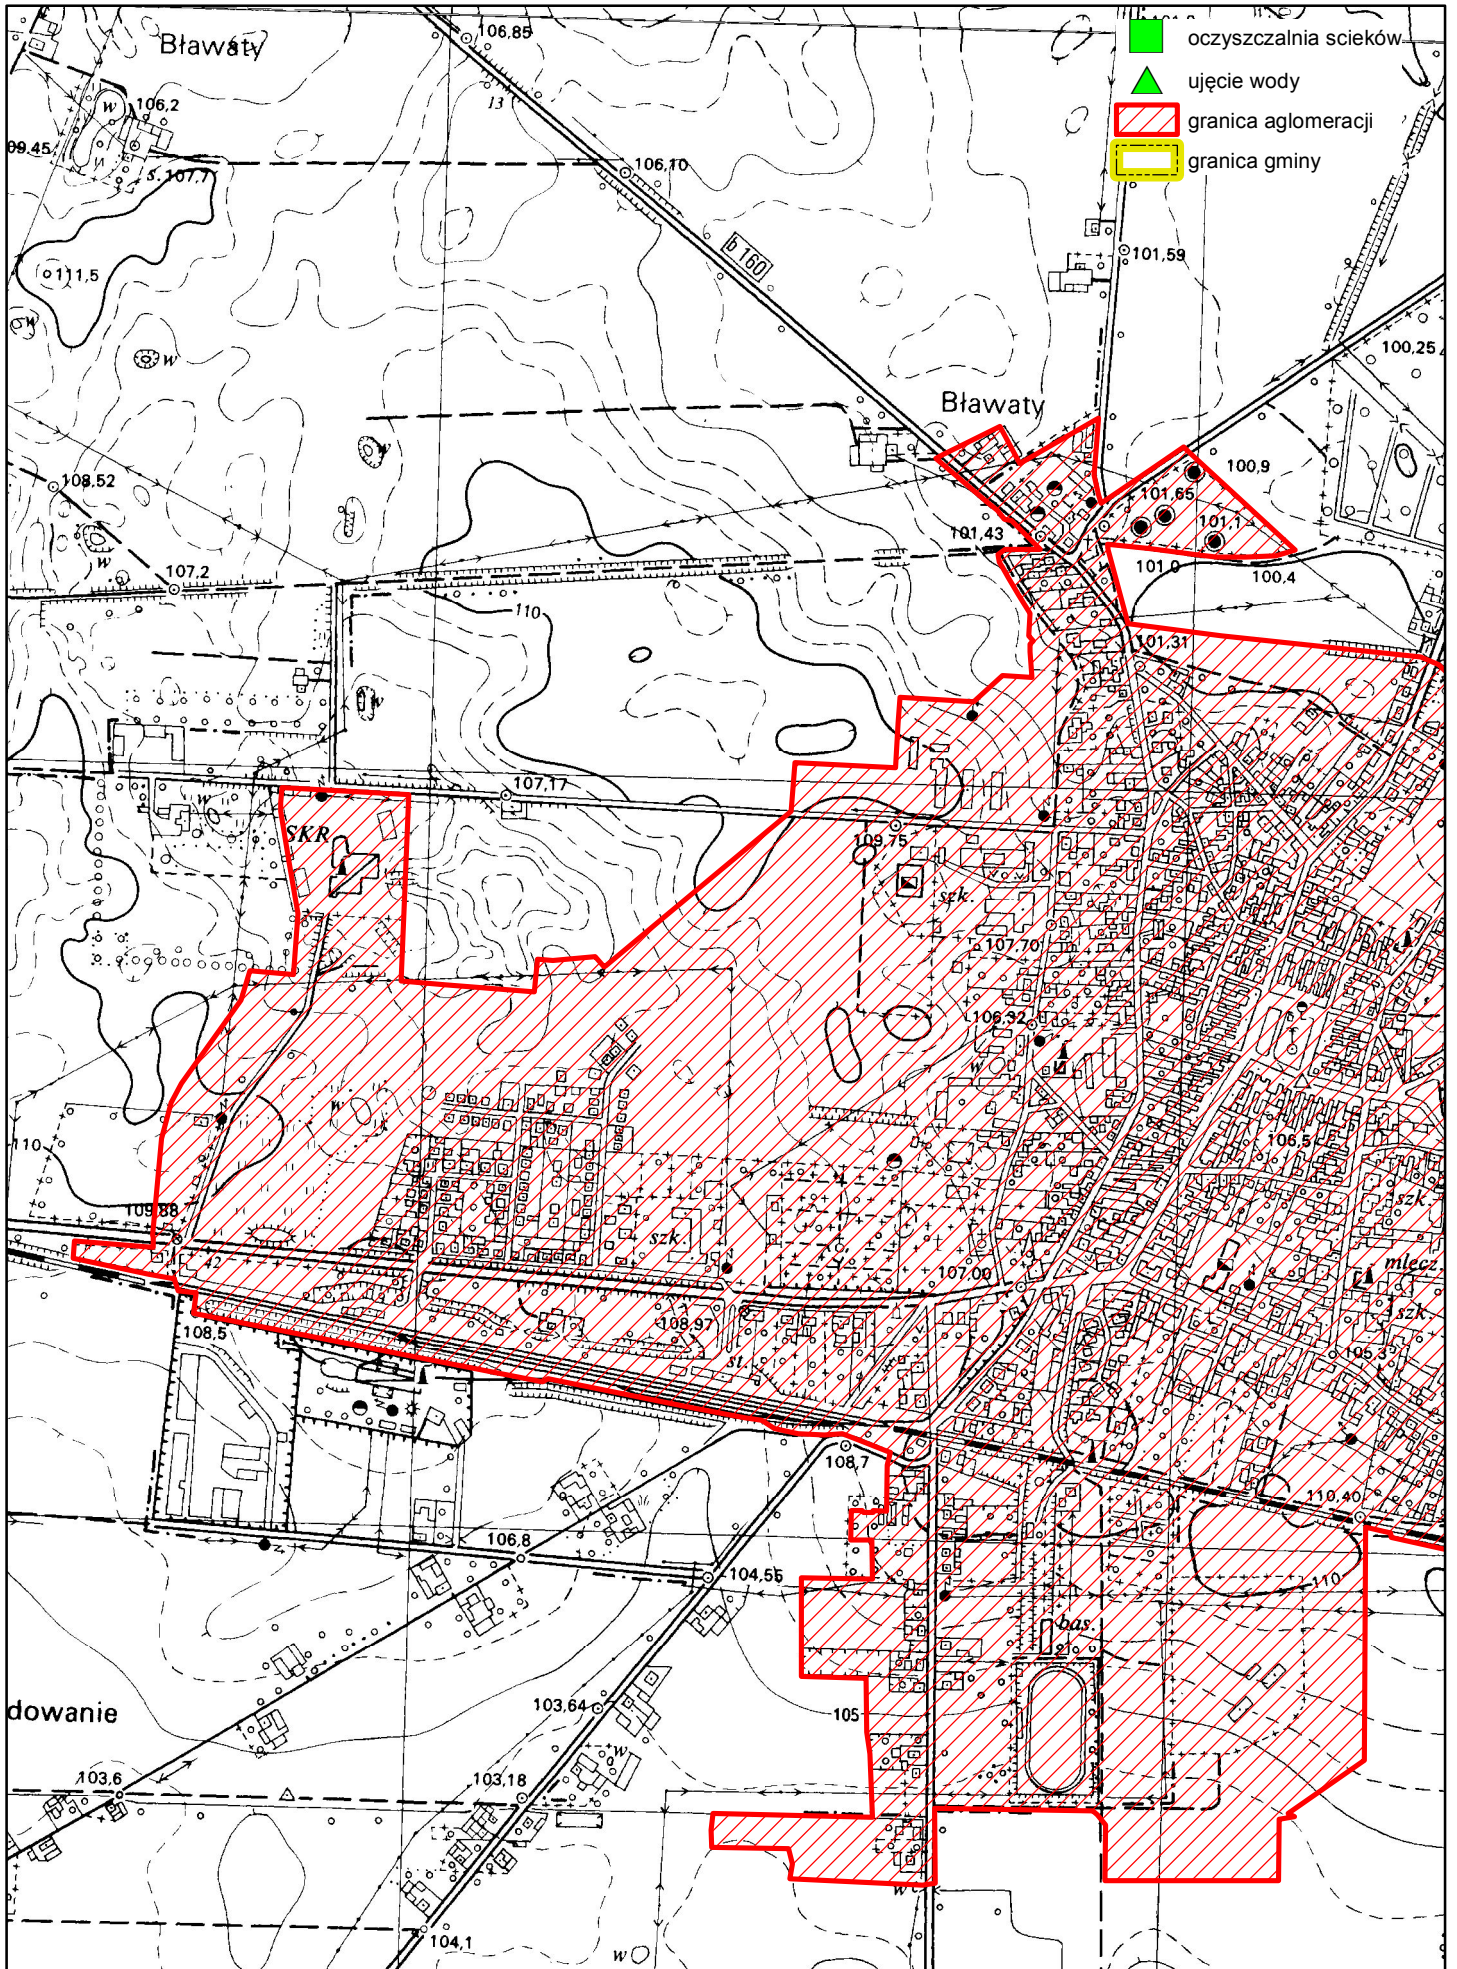 Bławaty
106,85
13
oczyszczalnia scieków
ujęcie wody
granica aglomeracji
granica gminy
w
106,2
09.45
s. 107,7
106,10
b 160
101,59
111,5
w
w
100,25
Bławaty
108,52
w
100,9
101,65
101,1
101,43
101,0
100,4
107,2
110
101,31
w
w
107,17
SKR
109,75
szk.
107,70
106,32
w
w
110
106,5
szk.
109,88
42
szk.
107,00
mlecz.
szk.
108,97
st.
105,3
108,5
108,7
110,40
106,8
104,55
110
bas.
dowanie
103,64
105
w
103,6
103,18
w
104,1
w